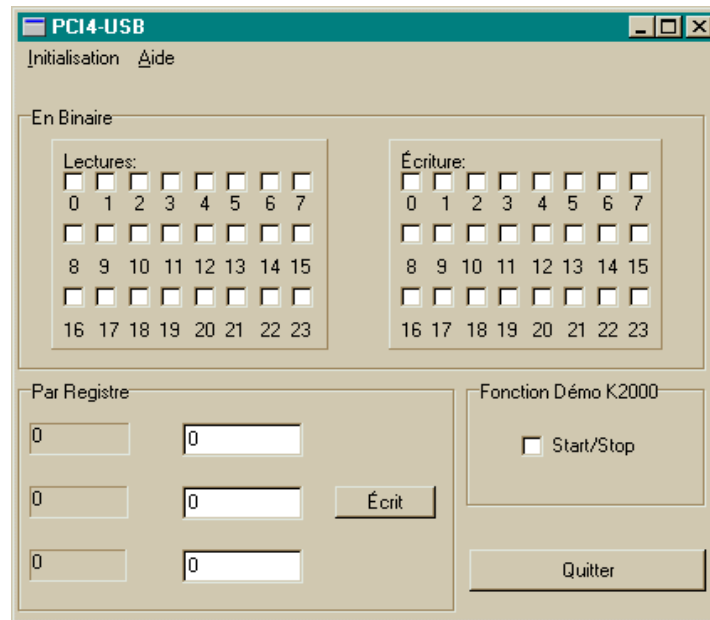 PCI4-USB
Initialisation Aide
En Binaire
Lectures:
0 1 2 3 4 5 6 7
8 9 10 11 12 13 14 15
16 17 18 19 20 21 22 23
Écriture:
0 1 2 3 4 5 6 7
8 9 10 11 12 13 14 15
16 17 18 19 20 21 22 23
Par Registre
0 0
0 0 Écrit
0 0
Fonction Démo K2000
Start/Stop
Quitter